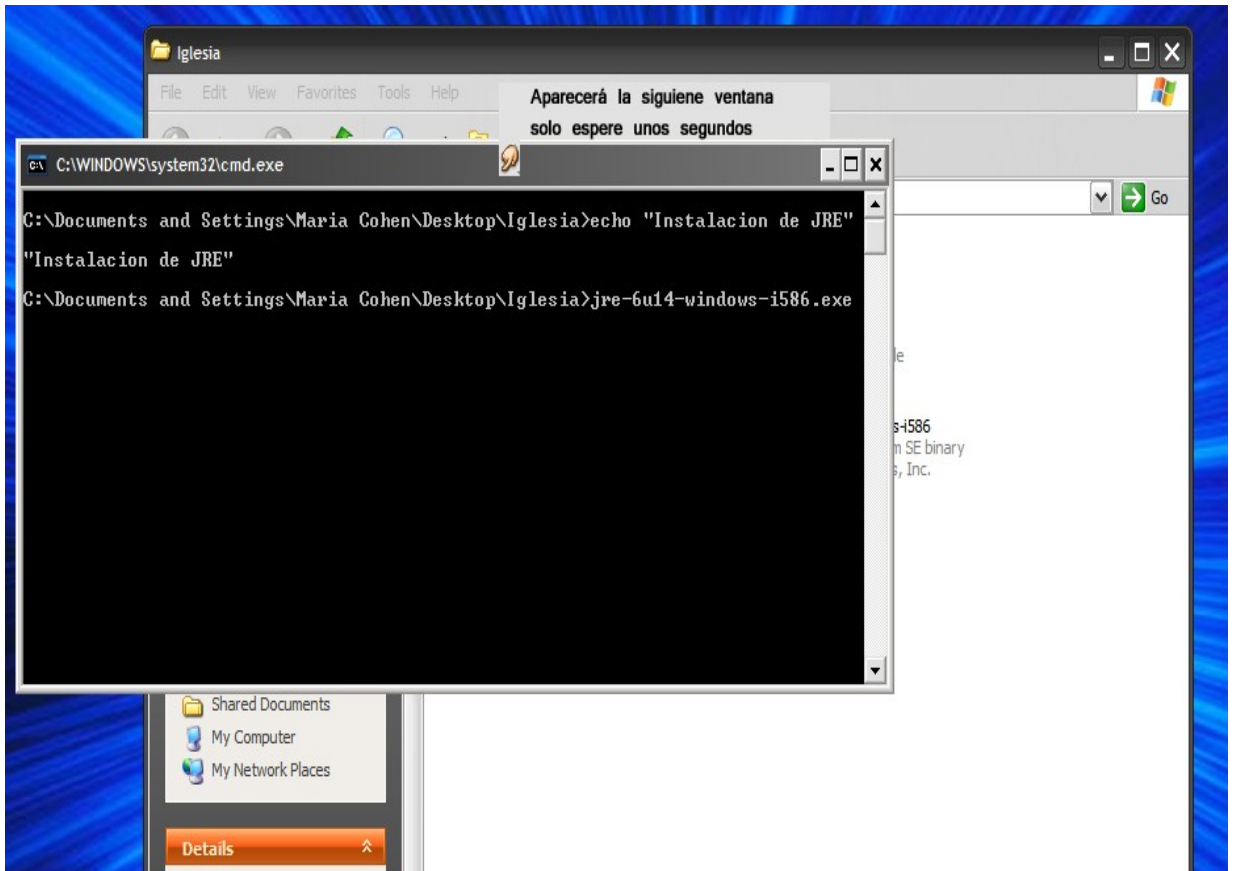 Iglesia
File Edit View Favorites Tools Help
Aparecerá la siguiene ventana
solo espere unos segundos
C:\WINDOWS\system32\cmd.exe
Go
C:\Documents and Settings\Maria Cohen\Desktop\Iglesia>echo "Instalacion de JRE"
"Instalacion de JRE"
C:\Documents and Settings\Maria Cohen\Desktop\Iglesia>jre-6u14-windows-i586.exe
le
s-i586
m SE binary
s, Inc.
Shared Documents
My Computer
My Network Places
Details